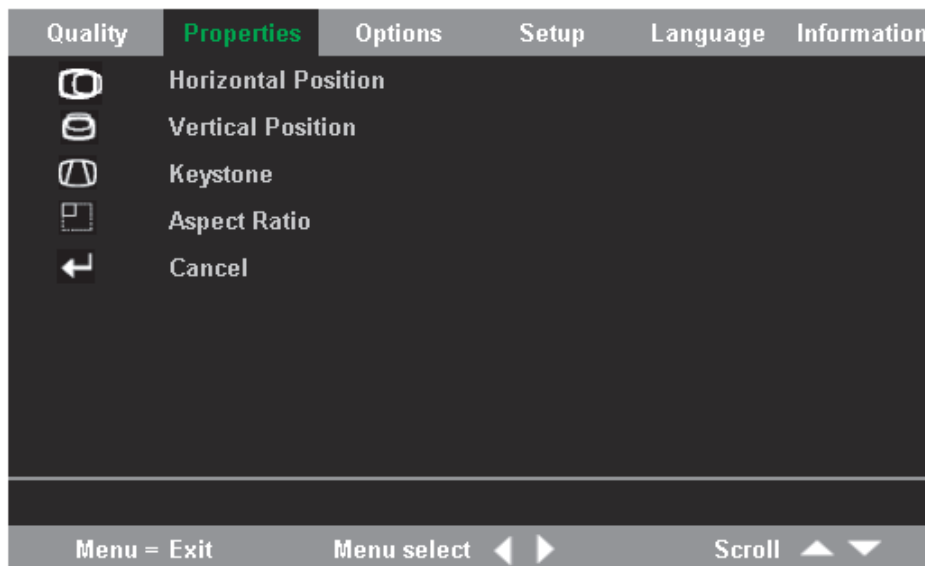 Quality Properties Options Setup Language Information
Horizontal Position
Vertical Position
Keystone
Aspect Ratio
Cancel
Menu = Exit Menu select Scroll